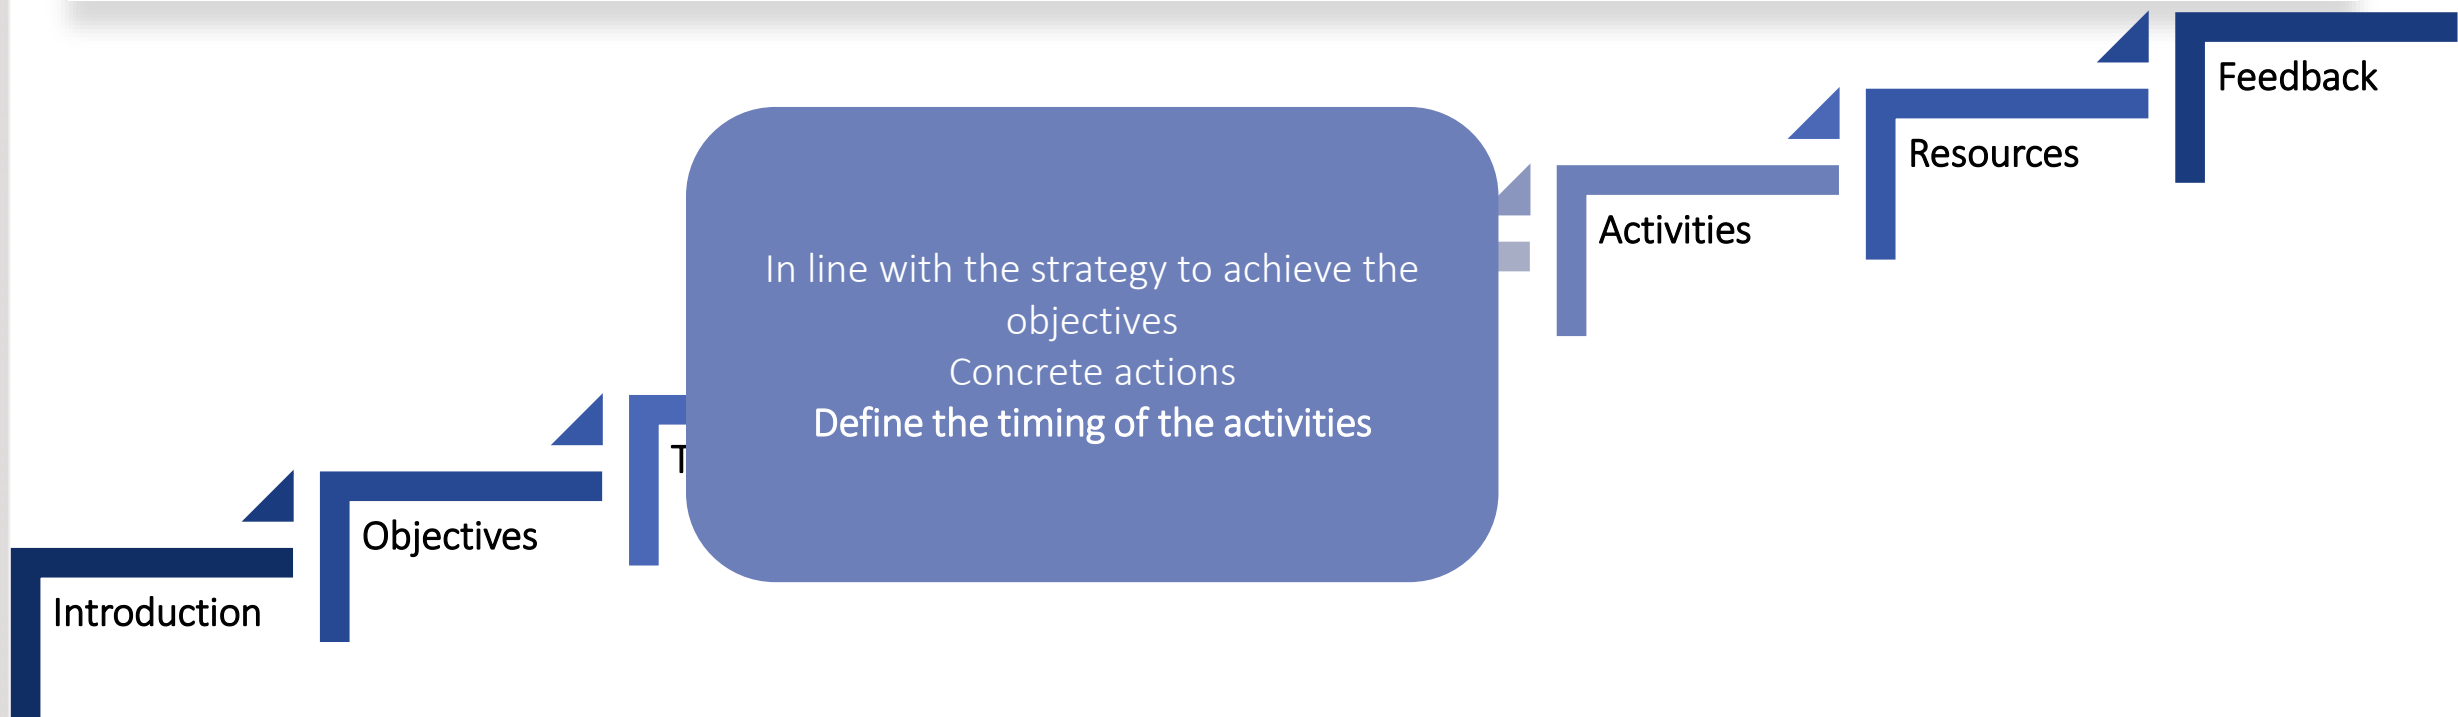 Feedback
Resources
Activities
In line with the strategy to achieve the
objectives
Concrete actions
Define the timing of the activities
Objectives
Introduction